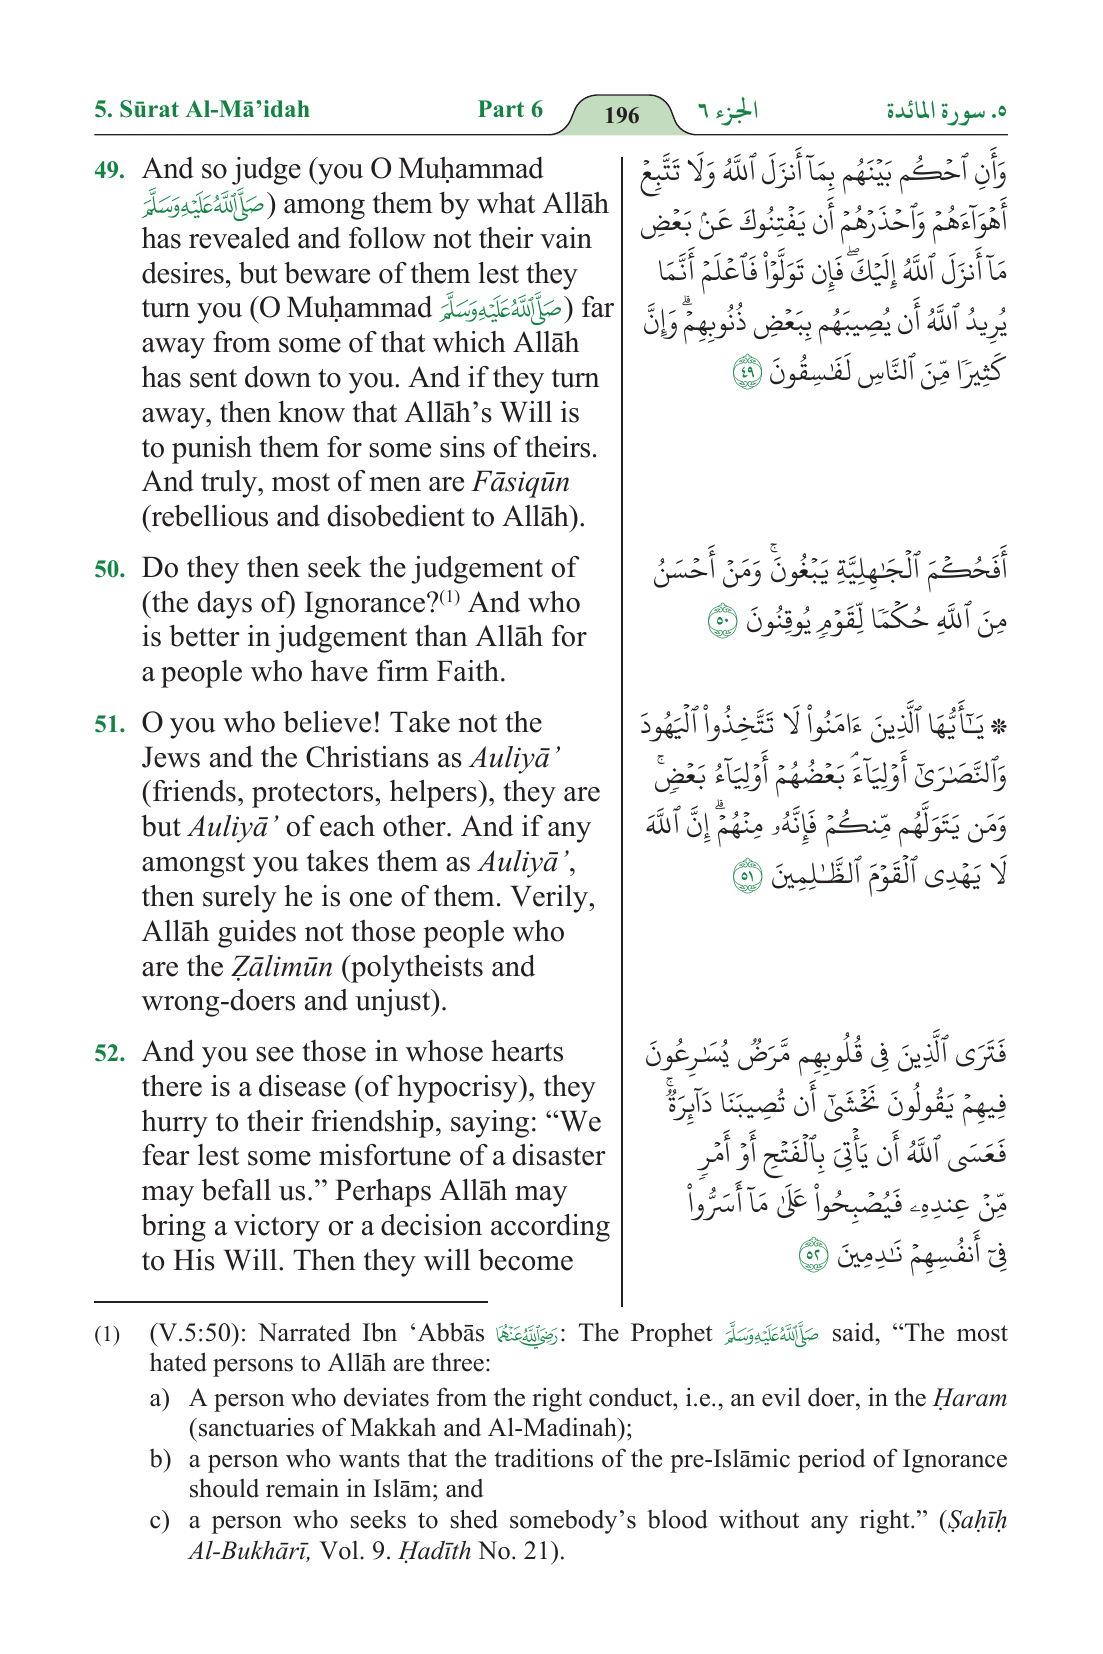 5. Sūrat Al-Mā’idah Part 6 196 الجزء ٦ ٥. سورة المائدة
49. And so judge (you O Muḥammad
ﷺ) among them by what Allāh
has revealed and follow not their vain
desires, but beware of them lest they
turn you (O Muḥammad ﷺ) far
away from some of that which Allāh
has sent down to you. And if they turn
away, then know that Allāh’s Will is
to punish them for some sins of theirs.
And truly, most of men are Fāsiqūn
(rebellious and disobedient to Allāh).
وَأَنِ ٱحۡكُم بَيۡنَهُم بِمَآ أَنزَلَ ٱللَّهُ وَلَا تَتَّبِعۡ
أَهۡوَآءَهُمۡ وَٱحۡذَرۡهُمۡ أَن يَفۡتِنُوكَ عَنۢ بَعۡضِ
مَآ أَنزَلَ ٱللَّهُ إِلَيۡكَۖ فَإِن تَوَلَّوۡاْ فَٱعۡلَمۡ أَنَّمَا
يُرِيدُ ٱللَّهُ أَن يُصِيبَهُم بِبَعۡضِ ذُنُوبِهِمۡۗ وَإِنَّ
كَثِيرٗا مِّنَ ٱلنَّاسِ لَفَٰسِقُونَ ٤٩
50. Do they then seek the judgement of
(the days of) Ignorance?(1) And who
is better in judgement than Allāh for
a people who have firm Faith.
أَفَحُكۡمَ ٱلۡجَٰهِلِيَّةِ يَبۡغُونَۚ وَمَنۡ أَحۡسَنُ
مِنَ ٱللَّهِ حُكۡمٗا لِّقَوۡمٖ يُوقِنُونَ ٥٠
51. O you who believe! Take not the
Jews and the Christians as Auliyā’
(friends, protectors, helpers), they are
but Auliyā’ of each other. And if any
amongst you takes them as Auliyā’,
then surely he is one of them. Verily,
Allāh guides not those people who
are the Ẓālimūn (polytheists and
wrong-doers and unjust).
* يَٰٓأَيُّهَا ٱلَّذِينَ ءَامَنُواْ لَا تَتَّخِذُواْ ٱلۡيَهُودَ
وَٱلنَّصَٰرَىٰٓ أَوۡلِيَآءَۘ بَعۡضُهُمۡ أَوۡلِيَآءُ بَعۡضٖۚ
وَمَن يَتَوَلَّهُم مِّنكُمۡ فَإِنَّهُۥ مِنۡهُمۡۗ إِنَّ ٱللَّهَ
لَا يَهۡدِي ٱلۡقَوۡمَ ٱلظَّٰلِمِينَ ٥١
52. And you see those in whose hearts
there is a disease (of hypocrisy), they
hurry to their friendship, saying: “We
fear lest some misfortune of a disaster
may befall us.” Perhaps Allāh may
bring a victory or a decision according
to His Will. Then they will become
فَتَرَى ٱلَّذِينَ فِي قُلُوبِهِم مَّرَضٞ يُسَٰرِعُونَ
فِيهِمۡ يَقُولُونَ نَخۡشَىٰٓ أَن تُصِيبَنَا دَآئِرَةٞۚ
فَعَسَى ٱللَّهُ أَن يَأۡتِيَ بِٱلۡفَتۡحِ أَوۡ أَمۡرٖ
مِّنۡ عِندِهِۦ فَيُصۡبِحُواْ عَلَىٰ مَآ أَسَرُّواْ
فِيٓ أَنفُسِهِمۡ نَٰدِمِينَ ٥٢
(1) (V.5:50): Narrated Ibn ‘Abbās رَضِيَ ٱللَّهُ عَنْهُمَا: The Prophet ﷺ said, “The most
hated persons to Allāh are three:
a) A person who deviates from the right conduct, i.e., an evil doer, in the Ḥaram
(sanctuaries of Makkah and Al-Madinah);
b) a person who wants that the traditions of the pre-Islāmic period of Ignorance
should remain in Islām; and
c) a person who seeks to shed somebody’s blood without any right.” (Ṣaḥīḥ
Al-Bukhārī, Vol. 9. Ḥadīth No. 21).